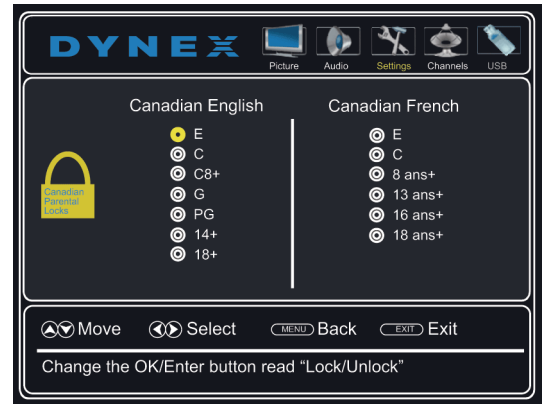 DYNEX
Picture Audio Settings Channels USB
Canadian English
E
C
C8+
G
PG
14+
18+
Canadian French
E
C
8 ans+
13 ans+
16 ans+
18 ans+
Canadian
Parental
Locks
Move Select MENU Back EXIT Exit
Change the OK/Enter button read “Lock/Unlock”